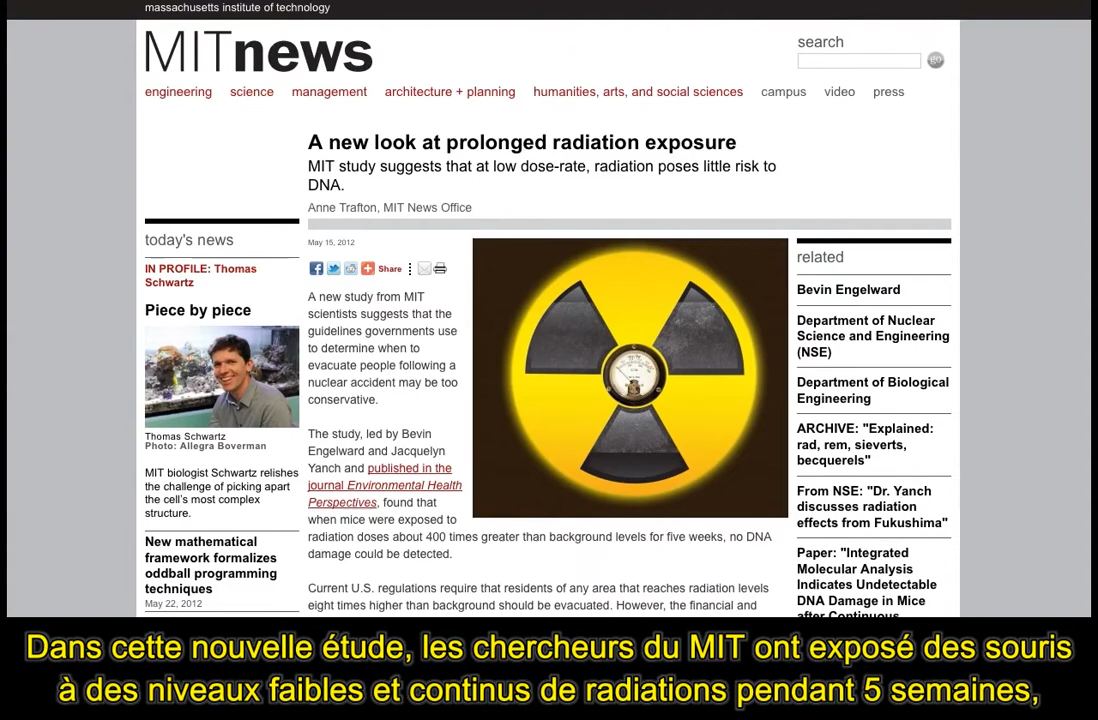 massachusetts institute of technology
MITnews
search
go
engineering science management architecture + planning humanities, arts, and social sciences campus video press
A new look at prolonged radiation exposure
MIT study suggests that at low dose-rate, radiation poses little risk to
DNA.
Anne Trafton, MIT News Office
today's news
IN PROFILE: Thomas
Schwartz
Piece by piece
Thomas Schwartz
Photo: Allegra Boverman
MIT biologist Schwartz relishes
the challenge of picking apart
the cell's most complex
structure.
New mathematical
framework formalizes
oddball programming
techniques
May 22, 2012
May 15, 2012
Share
A new study from MIT
scientists suggests that the
guidelines governments use
to determine when to
evacuate people following a
nuclear accident may be too
conservative.
The study, led by Bevin
Engelward and Jacquelyn
Yanch and published in the
journal Environmental Health
Perspectives, found that
when mice were exposed to
radiation doses about 400 times greater than background levels for five weeks, no DNA
damage could be detected.
Current U.S. regulations require that residents of any area that reaches radiation levels
eight times higher than background should be evacuated. However, the financial and
related
Bevin Engelward
Department of Nuclear
Science and Engineering
(NSE)
Department of Biological
Engineering
ARCHIVE: "Explained:
rad, rem, sieverts,
becquerels"
From NSE: "Dr. Yanch
discusses radiation
effects from Fukushima"
Paper: "Integrated
Molecular Analysis
Indicates Undetectable
DNA Damage in Mice
after Continuous
Dans cette nouvelle étude, les chercheurs du MIT ont exposé des souris
à des niveaux faibles et continus de radiations pendant 5 semaines,